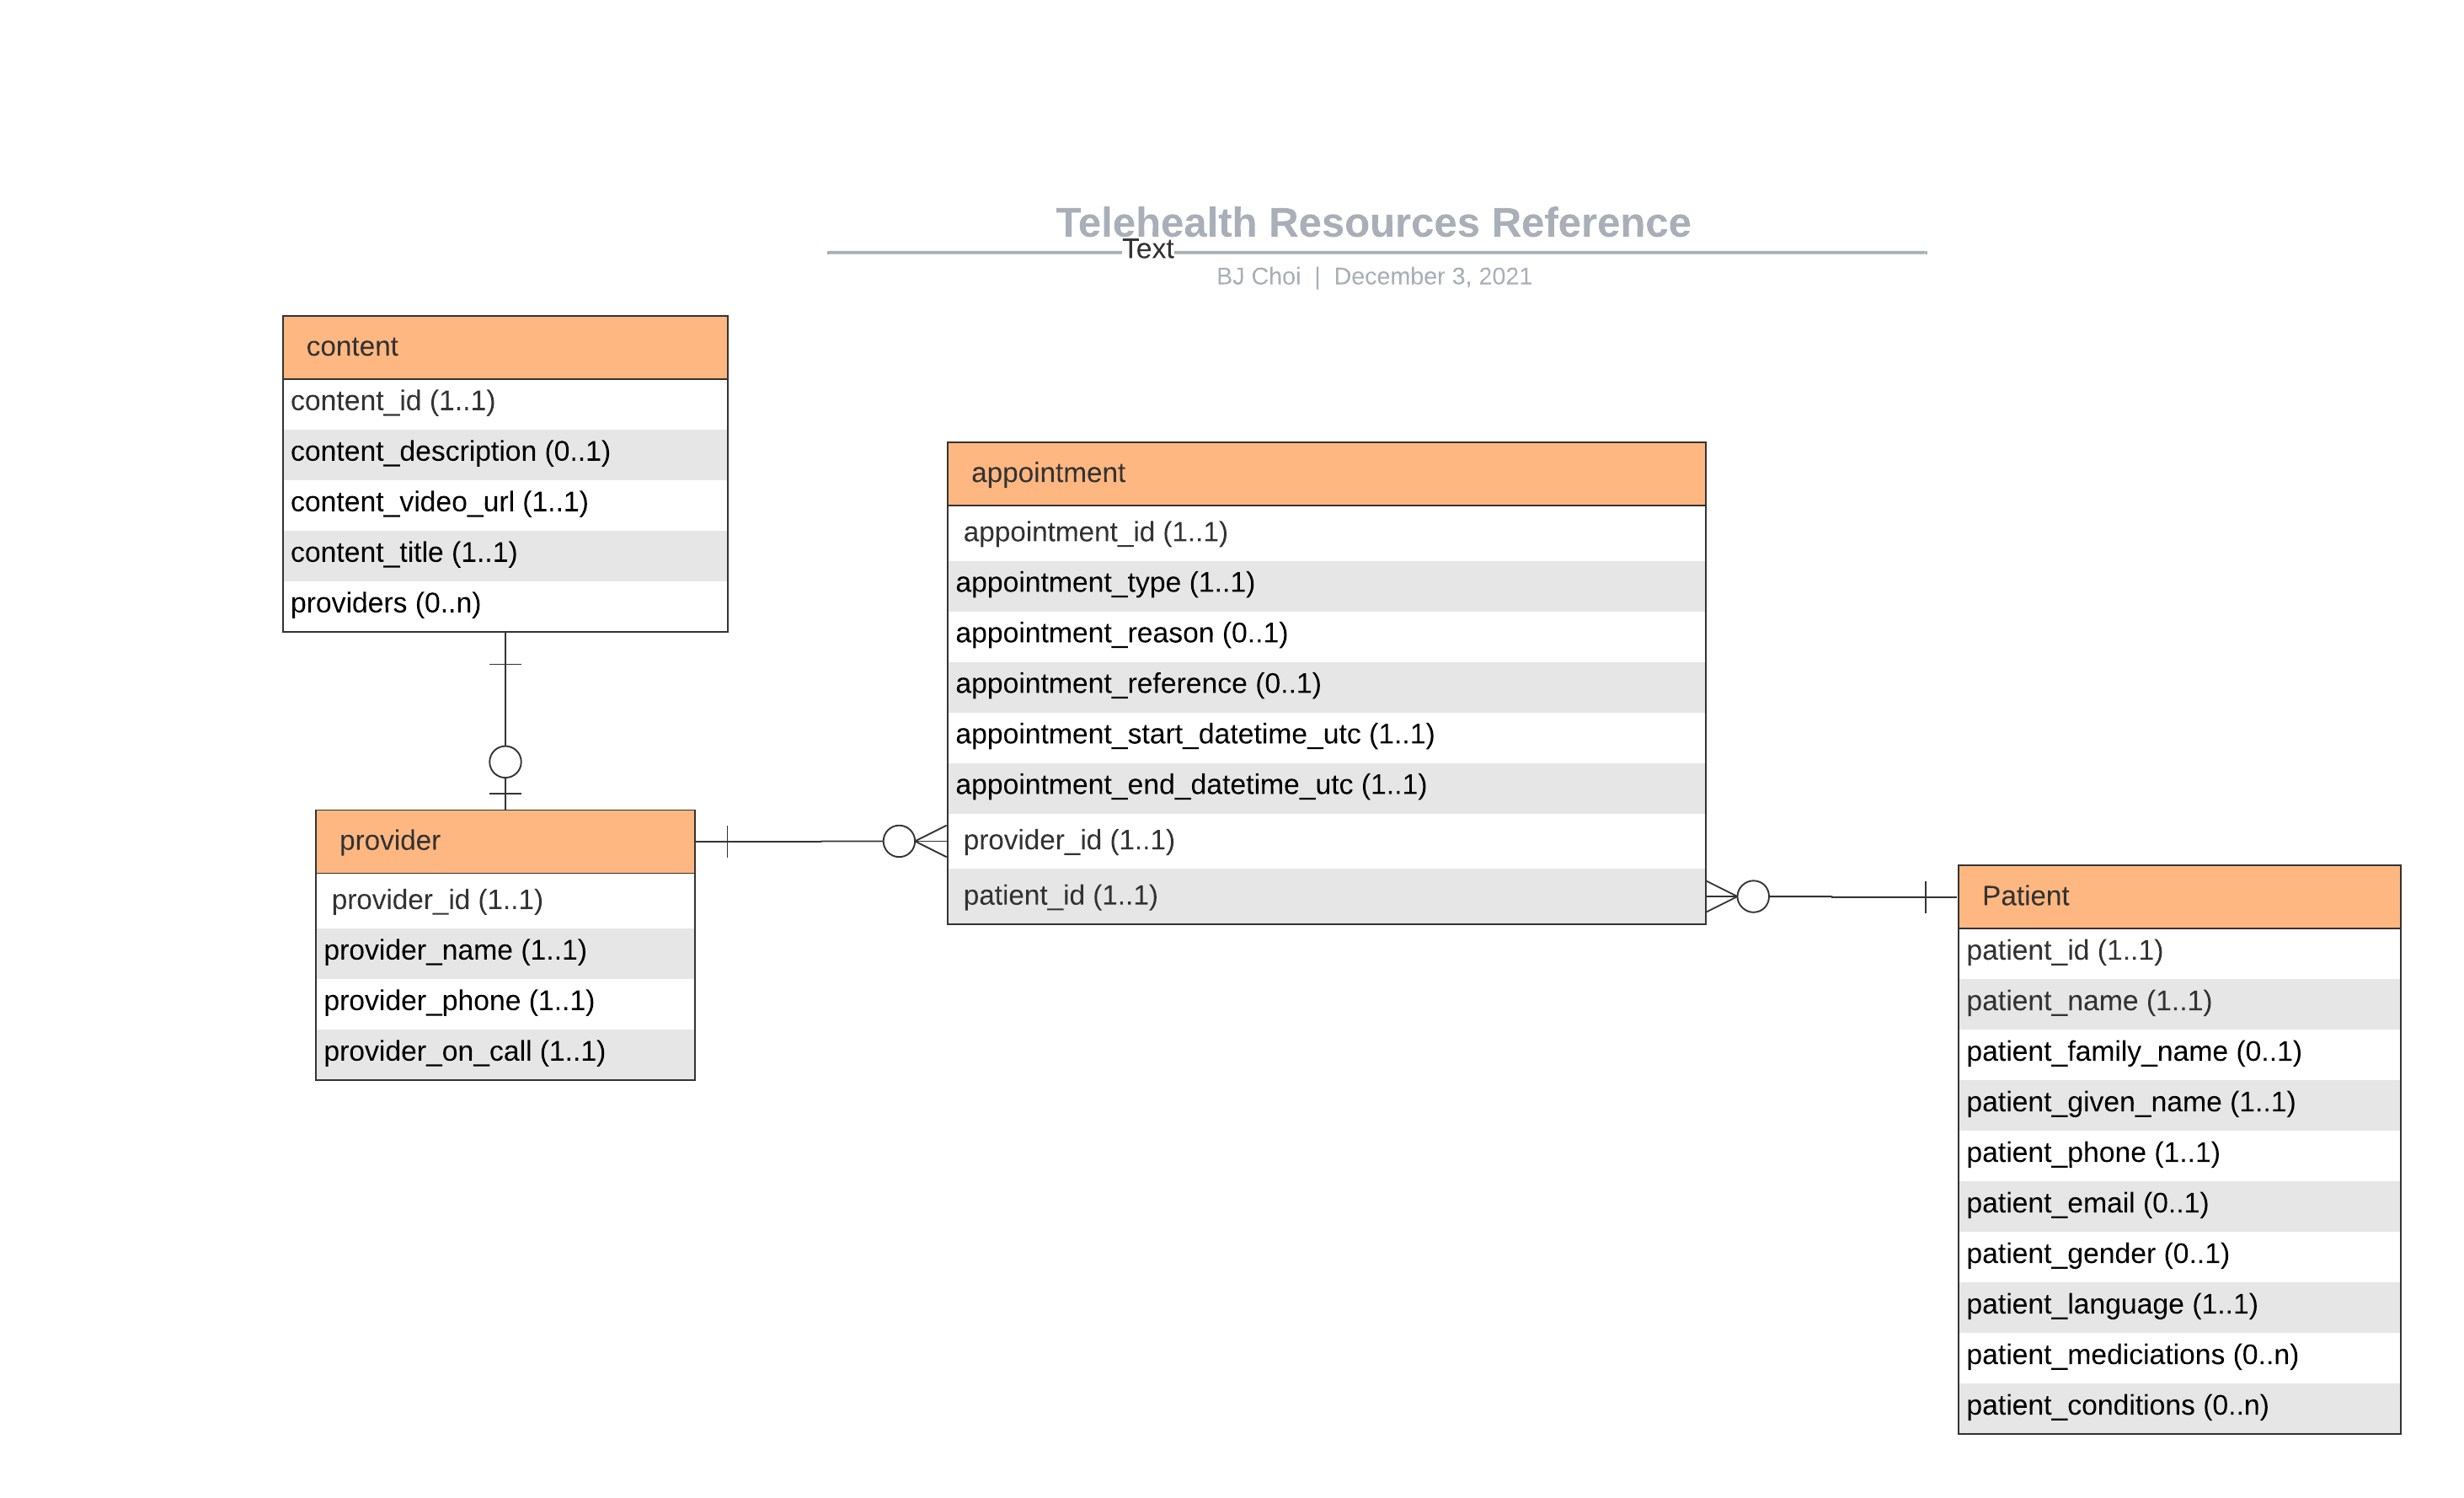 Telehealth Resources Reference
Text
BJ Choi | December 3, 2021
content
content_id (1..1)
content_description (0..1)
content_video_url (1..1)
content_title (1..1)
providers (0..n)
appointment
appointment_id (1..1)
appointment_type (1..1)
appointment_reason (0..1)
appointment_reference (0..1)
appointment_start_datetime_utc (1..1)
appointment_end_datetime_utc (1..1)
provider_id (1..1)
patient_id (1..1)
provider
provider_id (1..1)
provider_name (1..1)
provider_phone (1..1)
provider_on_call (1..1)
Patient
patient_id (1..1)
patient_name (1..1)
patient_family_name (0..1)
patient_given_name (1..1)
patient_phone (1..1)
patient_email (0..1)
patient_gender (0..1)
patient_language (1..1)
patient_mediciations (0..n)
patient_conditions (0..n)